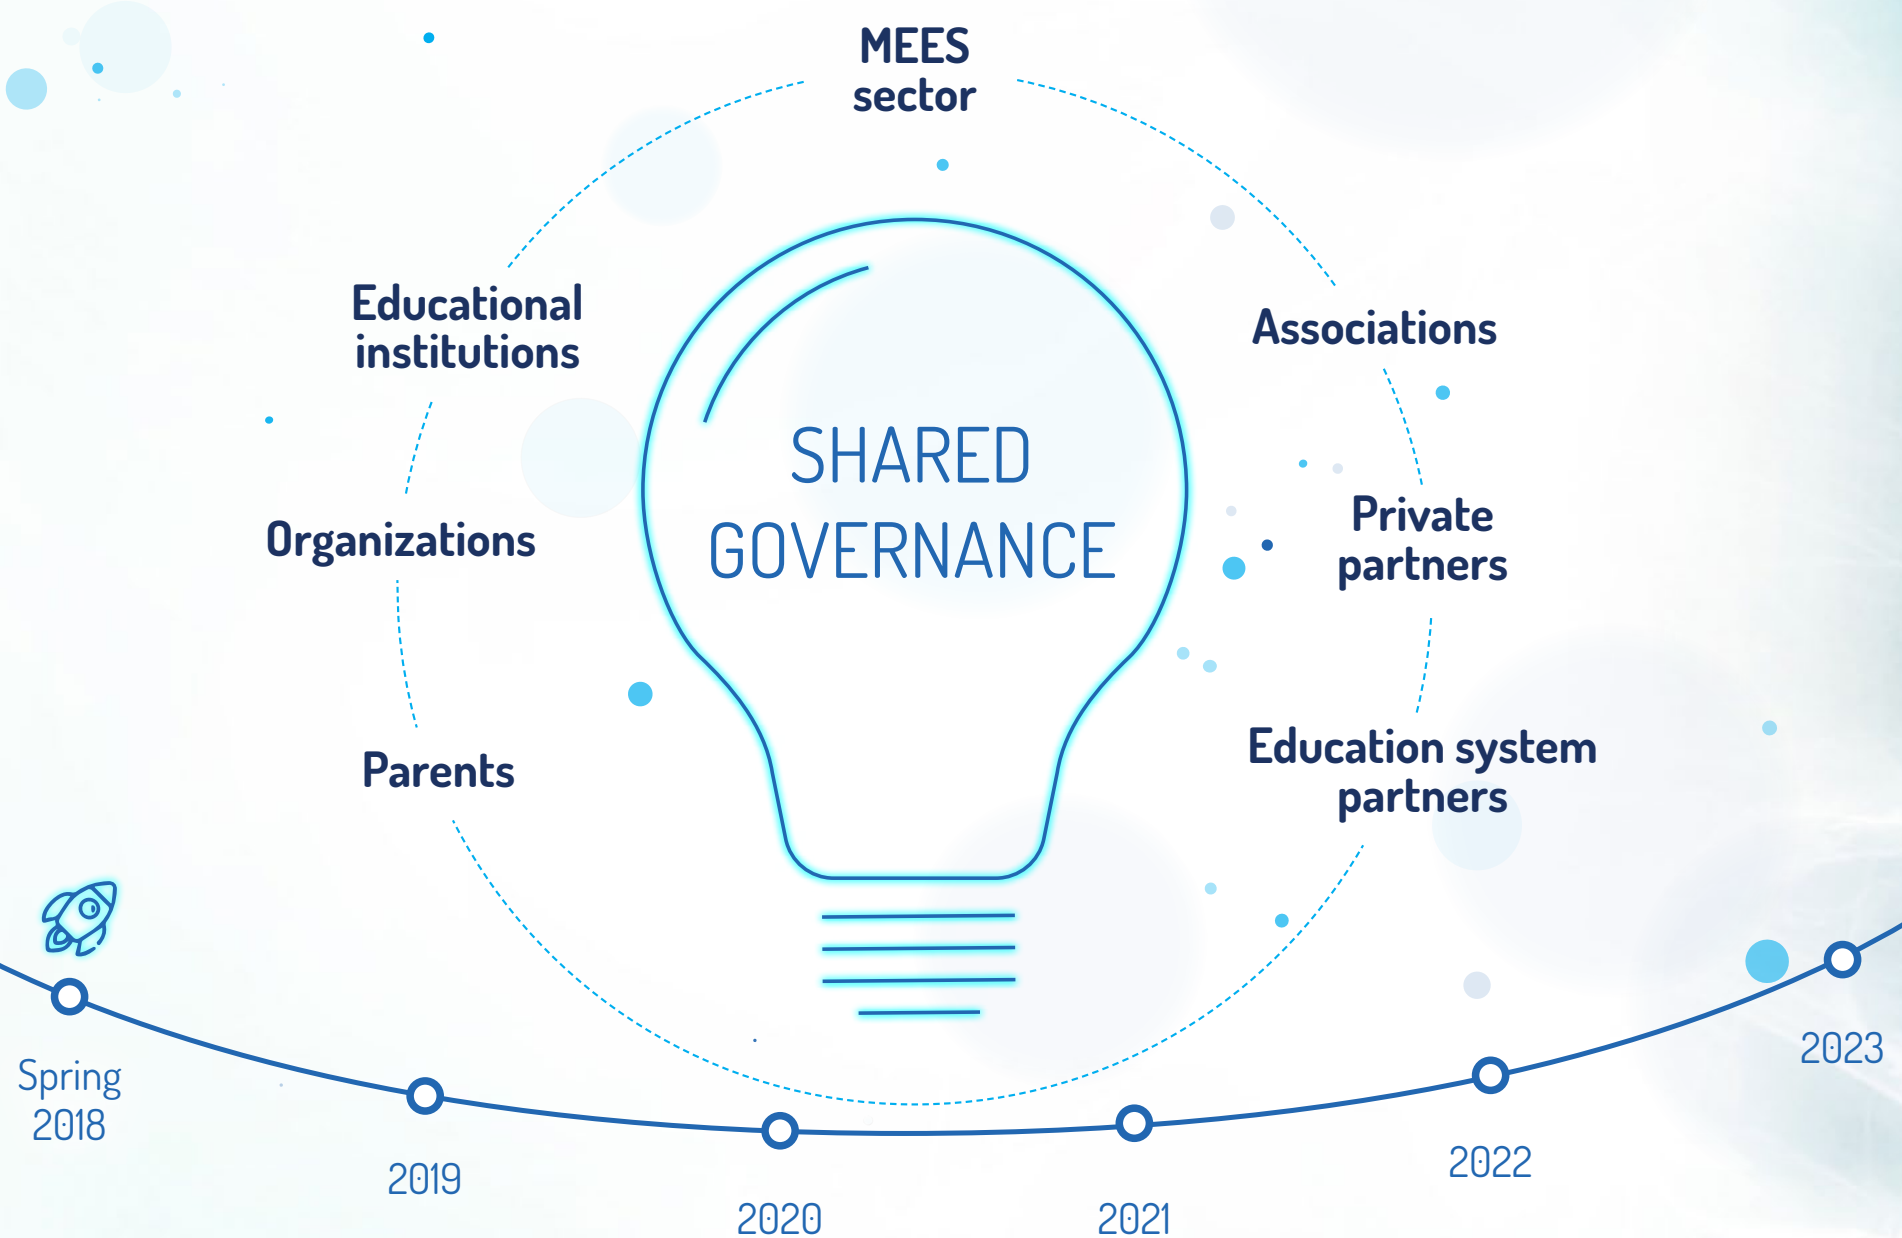 MEES
sector
Educational
institutions
Associations
SHARED
GOVERNANCE
Organizations
Private
partners
Parents
Education system
partners
Spring
2018
2019
2020
2021
2022
2023